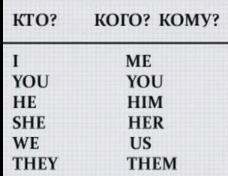 КТО? КОГО? КОМУ?
I ME
YOU YOU
HE HIM
SHE HER
WE US
THEY THEM